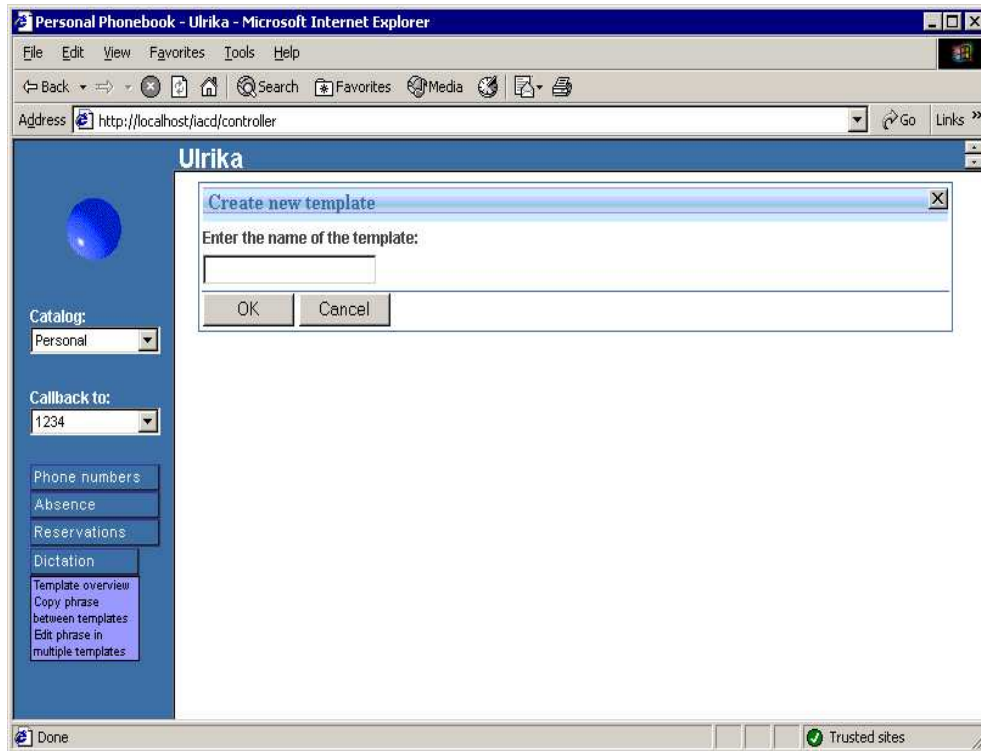 Personal Phonebook - Ulrika - Microsoft Internet Explorer
File Edit View Favorites Tools Help
Back Search Favorites Media
Address http://localhost/iacd/controller Go Links »
Ulrika
Create new template
Enter the name of the template:
OK Cancel
Catalog:
Personal
Callback to:
1234
Phone numbers
Absence
Reservations
Dictation
Template overview
Copy phrase
between templates
Edit phrase in
multiple templates
Done Trusted sites